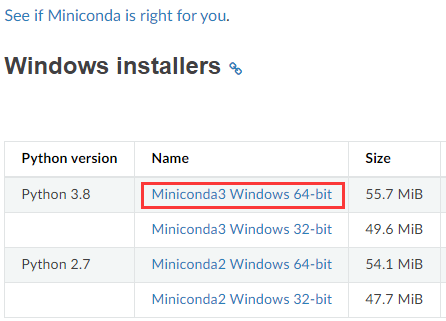 See if Miniconda is right for you.
Windows installers
Python version Name Size
Python 3.8 Miniconda3 Windows 64-bit 55.7 MiB
Miniconda3 Windows 32-bit 49.6 MiB
Python 2.7 Miniconda2 Windows 64-bit 54.1 MiB
Miniconda2 Windows 32-bit 47.7 MiB